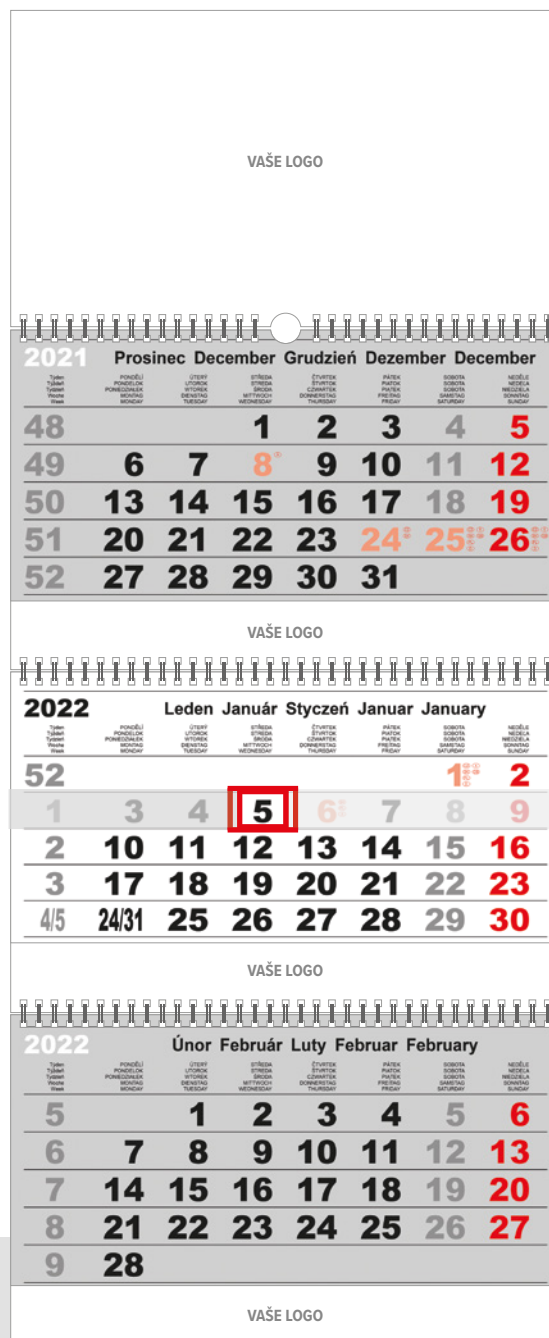 VAŠE LOGO
2021 Prosinec December Grudzień Dezember December
Týden PONDĚLÍ ÚTERÝ STŘEDA ČTVRTEK PÁTEK SOBOTA NEDĚLE
Týždeň PONDELOK UTOROK STREDA ŠTVRTOK PIATOK SOBOTA NEDEĽA
Tydzień PONIEDZIAŁEK WTOREK ŚRODA CZWARTEK PIĄTEK SOBOTA NIEDZIELA
Woche MONTAG DIENSTAG MITTWOCH DONNERSTAG FREITAG SAMSTAG SONNTAG
Week MONDAY TUESDAY WEDNESDAY THURSDAY FRIDAY SATURDAY SUNDAY
48 1 2 3 4 5
49 6 7 8 9 10 11 12
50 13 14 15 16 17 18 19
51 20 21 22 23 24 25 26
52 27 28 29 30 31
VAŠE LOGO
2022 Leden Január Styczeń Januar January
Týden PONDĚLÍ ÚTERÝ STŘEDA ČTVRTEK PÁTEK SOBOTA NEDĚLE
Týždeň PONDELOK UTOROK STREDA ŠTVRTOK PIATOK SOBOTA NEDEĽA
Tydzień PONIEDZIAŁEK WTOREK ŚRODA CZWARTEK PIĄTEK SOBOTA NIEDZIELA
Woche MONTAG DIENSTAG MITTWOCH DONNERSTAG FREITAG SAMSTAG SONNTAG
Week MONDAY TUESDAY WEDNESDAY THURSDAY FRIDAY SATURDAY SUNDAY
52 1 2
1 3 4 5 6 7 8 9
2 10 11 12 13 14 15 16
3 17 18 19 20 21 22 23
4/5 24/31 25 26 27 28 29 30
VAŠE LOGO
2022 Únor Február Luty Februar February
Týden PONDĚLÍ ÚTERÝ STŘEDA ČTVRTEK PÁTEK SOBOTA NEDĚLE
Týždeň PONDELOK UTOROK STREDA ŠTVRTOK PIATOK SOBOTA NEDEĽA
Tydzień PONIEDZIAŁEK WTOREK ŚRODA CZWARTEK PIĄTEK SOBOTA NIEDZIELA
Woche MONTAG DIENSTAG MITTWOCH DONNERSTAG FREITAG SAMSTAG SONNTAG
Week MONDAY TUESDAY WEDNESDAY THURSDAY FRIDAY SATURDAY SUNDAY
5 1 2 3 4 5 6
6 7 8 9 10 11 12 13
7 14 15 16 17 18 19 20
8 21 22 23 24 25 26 27
9 28
VAŠE LOGO